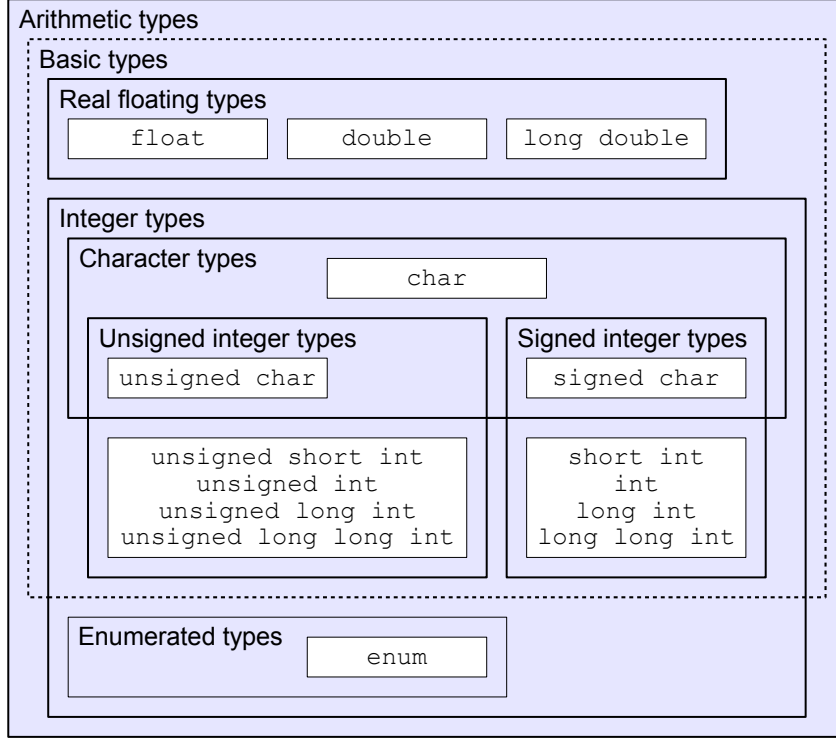 Arithmetic types
Basic types
Real floating types
float
double
long double
Integer types
Character types
char
Unsigned integer types
unsigned char
Signed integer types
signed char
unsigned short int
unsigned int
unsigned long int
unsigned long long int
short int
int
long int
long long int
Enumerated types
enum